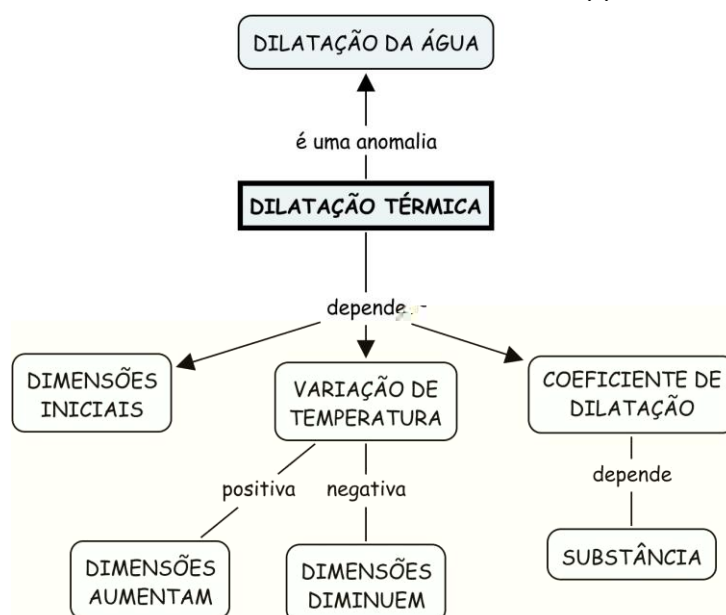 DILATAÇÃO DA ÁGUA
é uma anomalia
DILATAÇÃO TÉRMICA
depende
DIMENSÕES
INICIAIS
VARIAÇÃO DE
TEMPERATURA
COEFICIENTE DE
DILATAÇÃO
positiva
negativa
depende
DIMENSÕES
AUMENTAM
DIMENSÕES
DIMINUEM
SUBSTÂNCIA